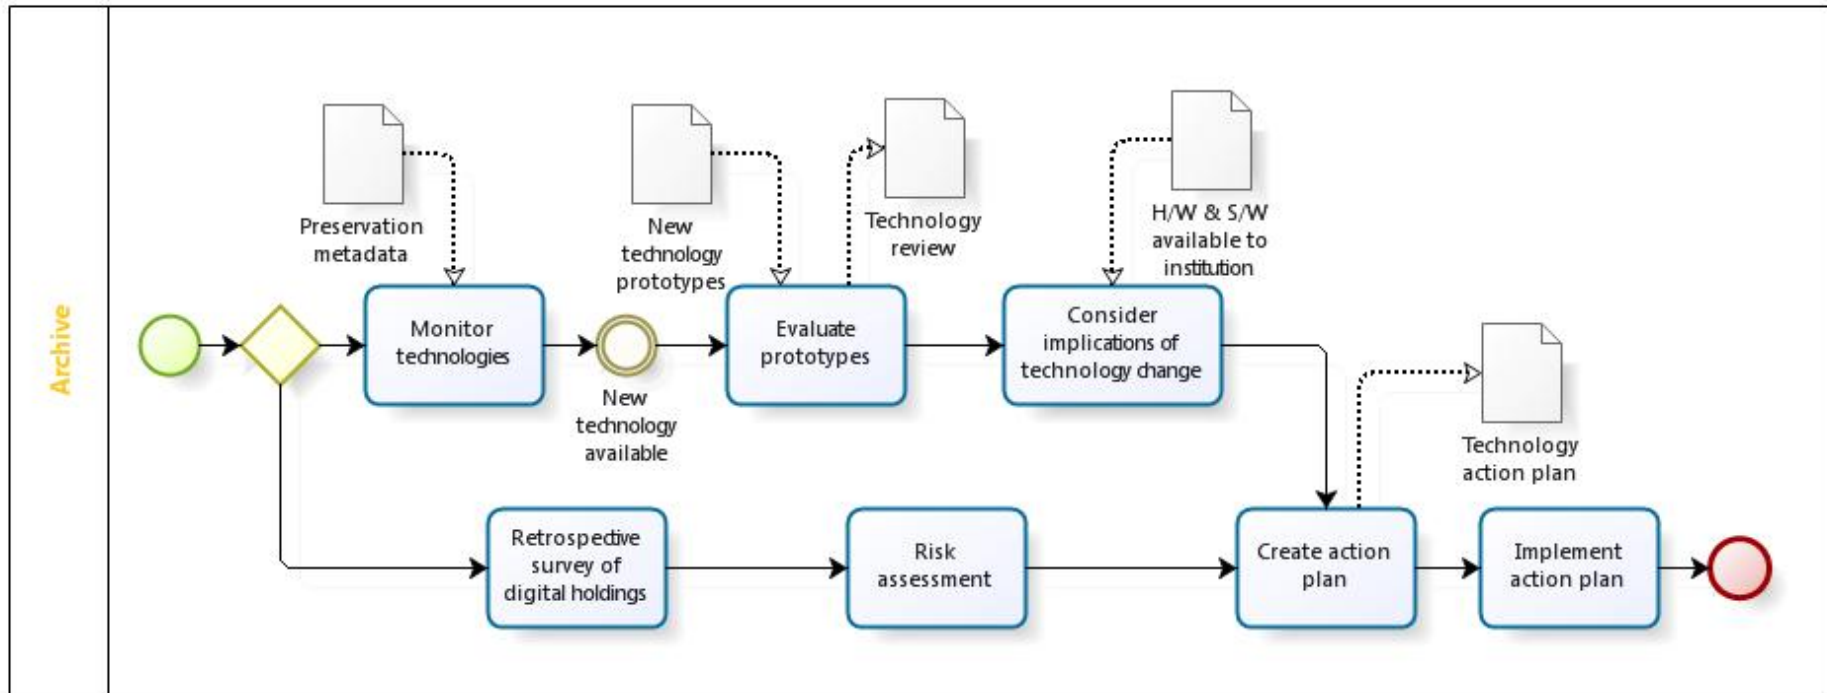 Archive
Preservation
metadata
New
technology
prototypes
Technology
review
H/W & S/W
available to
institution
Monitor
technologies
New
technology
available
Evaluate
prototypes
Consider
implications of
technology change
Technology
action plan
Retrospective
survey of
digital holdings
Risk
assessment
Create action
plan
Implement
action plan